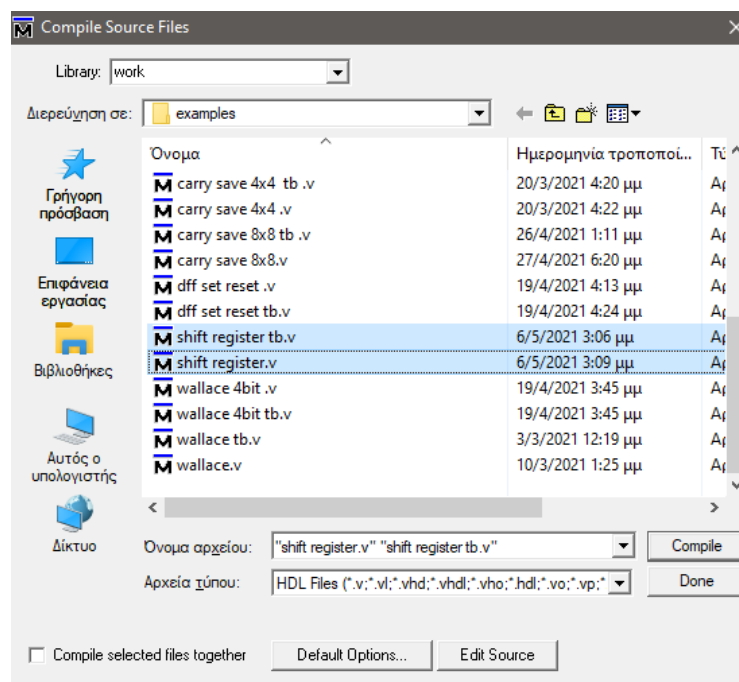 Compile Source Files
Library: work
Διερεύνηση σε: examples
Όνομα Ημερομηνία τροποποί...
carry save 4x4 tb .v 20/3/2021 4:20 μμ
carry save 4x4 .v 20/3/2021 4:22 μμ
carry save 8x8 tb .v 26/4/2021 1:11 μμ
carry save 8x8.v 27/4/2021 6:20 μμ
dff set reset .v 19/4/2021 4:13 μμ
dff set reset tb.v 19/4/2021 4:24 μμ
shift register tb.v 6/5/2021 3:06 μμ
shift register.v 6/5/2021 3:09 μμ
wallace 4bit .v 19/4/2021 3:45 μμ
wallace 4bit tb.v 19/4/2021 3:45 μμ
wallace tb.v 3/3/2021 12:19 μμ
wallace.v 10/3/2021 1:25 μμ
Γρήγορη
πρόσβαση
Επιφάνεια
εργασίας
Βιβλιοθήκες
Αυτός ο
υπολογιστής
Δίκτυο
Όνομα αρχείου: "shift register.v" "shift register tb.v" Compile
Αρχεία τύπου: HDL Files (*.v;*.vl;*.vhd;*.vhdl;*.vho;*.hdl;*.vo;*.vp;* Done
Compile selected files together Default Options... Edit Source